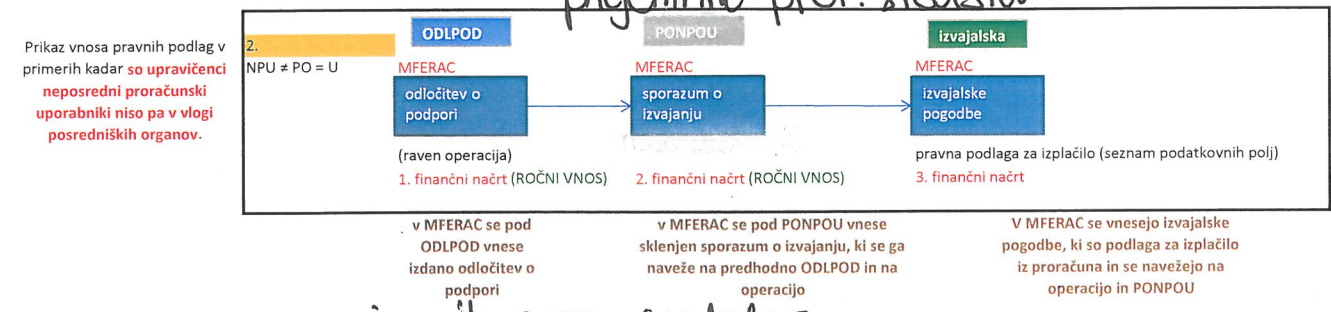 ODLPOD
PONPOU
izvajalska
Prikaz vnosa pravnih podlag v
primerih kadar so upravičenci
neposredni proračunski
uporabniki niso pa v vlogi
posredniških organov.
2.
NPU ≠ PO = U
MFERAC
MFERAC
MFERAC
odločitev o
podpori
sporazum o
izvajanju
izvajalske
pogodbe
(raven operacija)
pravna podlaga za izplačilo (seznam podatkovnih polj)
1. finančni načrt (ROČNI VNOS)
2. finančni načrt (ROČNI VNOS)
3. finančni načrt
v MFERAC se pod
ODLPOD vnese
izdano odločitev o
podpori
v MFERAC se pod PONPOU vnese
sklenjen sporazum o izvajanju, ki se ga
naveže na predhodno ODLPOD in na
operacijo
V MFERAC se vnesejo izvajalske
pogodbe, ki so podlaga za izplačilo
iz proračuna in se navežejo na
operacijo in PONPOU